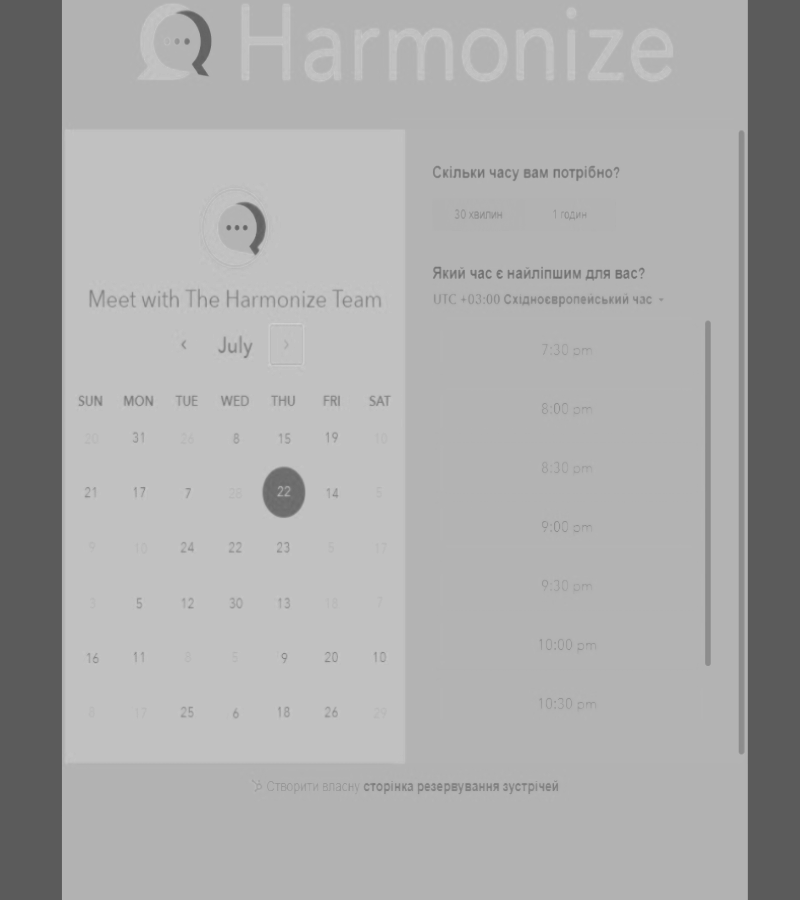 Harmonize
Meet with The Harmonize Team
July
SUN MON TUE WED THU FRI SAT
20 31 26 8 15 19 10
21 17 7 28 22 14 5
9 10 24 22 23 5 17
5 12 30 13 18 7
16 11 8 9 20 10
17 25 6 18 26 29
Скільки часу вам потрібно?
30 хвилин 1 годин
Який час є найліпшим для вас?
UTC +03:00 Східноєвропейський час
7:30 pm
8:00 pm
8:30 pm
9:00 pm
9:30 pm
10:00 pm
10:30 pm
Створити власну сторінка резервування зустрічей